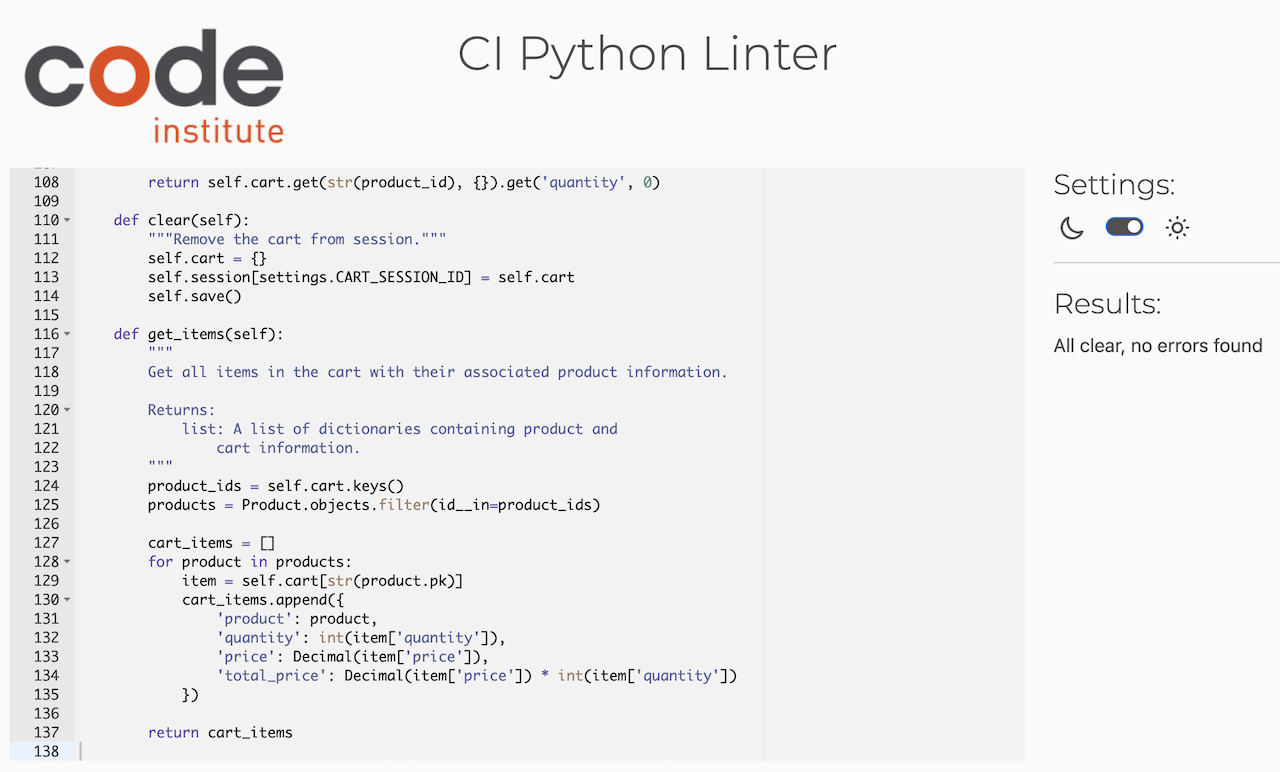 code
institute
CI Python Linter
108         return self.cart.get(str(product_id), {}).get('quantity', 0)
109
110     def clear(self):
111         """Remove the cart from session."""
112         self.cart = {}
113         self.session[settings.CART_SESSION_ID] = self.cart
114         self.save()
115
116     def get_items(self):
117         """
118         Get all items in the cart with their associated product information.
119
120         Returns:
121             list: A list of dictionaries containing product and
122                 cart information.
123         """
124         product_ids = self.cart.keys()
125         products = Product.objects.filter(id__in=product_ids)
126
127         cart_items = []
128         for product in products:
129             item = self.cart[str(product.pk)]
130             cart_items.append({
131                 'product': product,
132                 'quantity': int(item['quantity']),
133                 'price': Decimal(item['price']),
134                 'total_price': Decimal(item['price']) * int(item['quantity'])
135             })
136
137         return cart_items
138
Settings:
Results:
All clear, no errors found